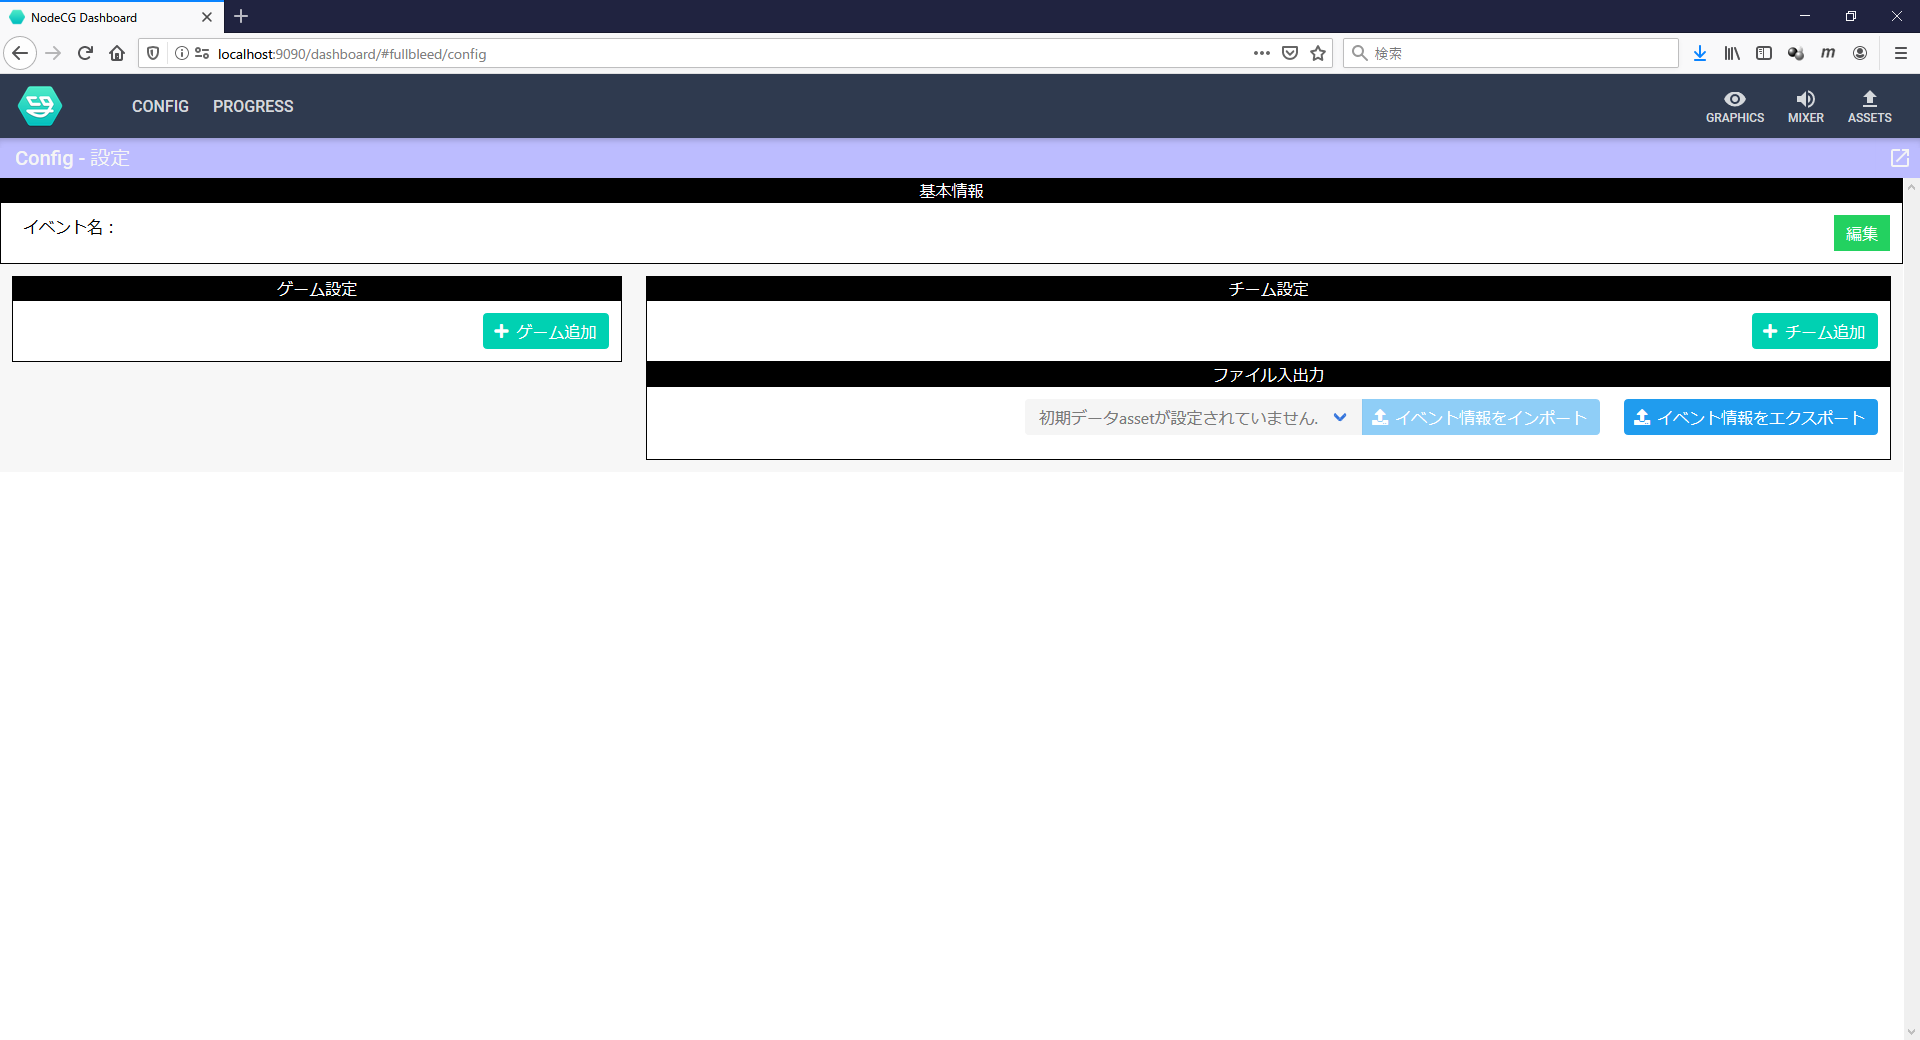 NodeCG Dashboard
localhost:9090/dashboard/#fullbleed/config
検索
CONFIG PROGRESS
GRAPHICS MIXER ASSETS
Config - 設定
基本情報
イベント名：
編集
ゲーム設定
ゲーム追加
チーム設定
チーム追加
ファイル入出力
初期データassetが設定されていません. イベント情報をインポート イベント情報をエクスポート